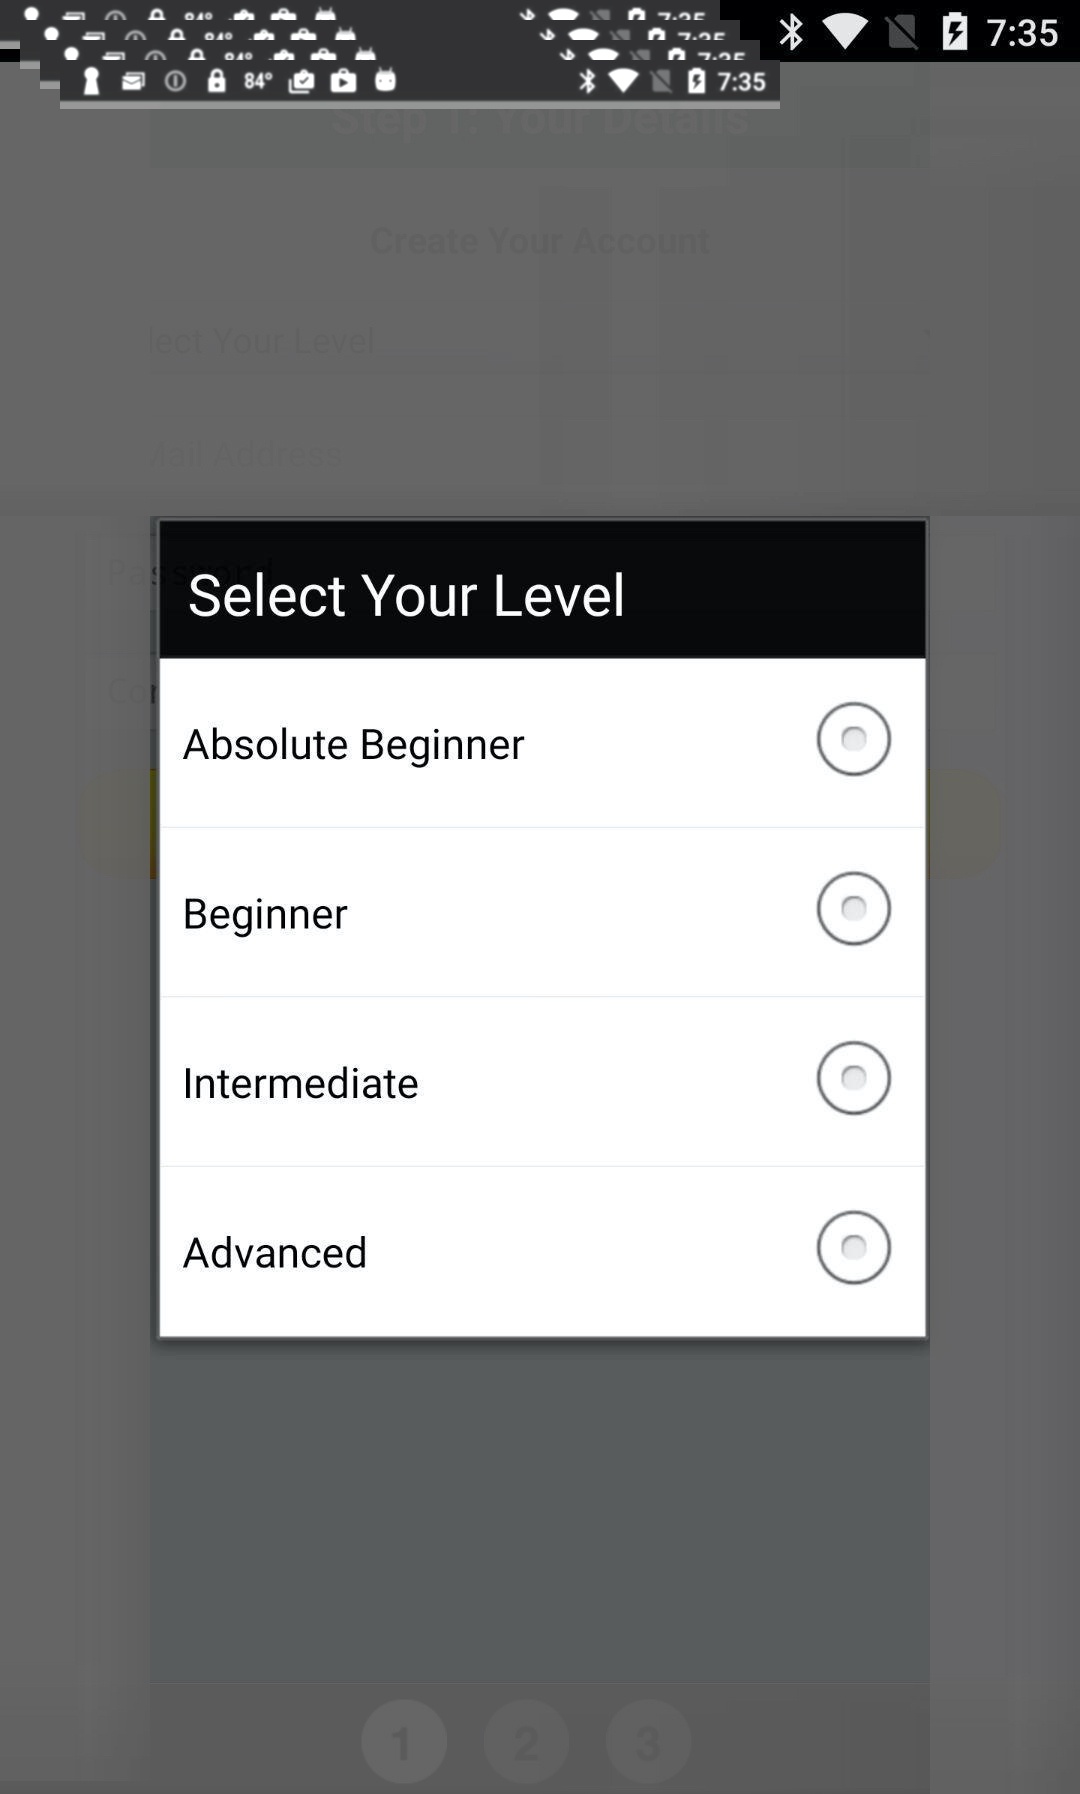 84° 7:35
7:35
Step 1: Your Details
Create Your Account
lect Your Level
Mail Address
Password
Select Your Level
Absolute Beginner
Beginner
Intermediate
Advanced
1 2 3